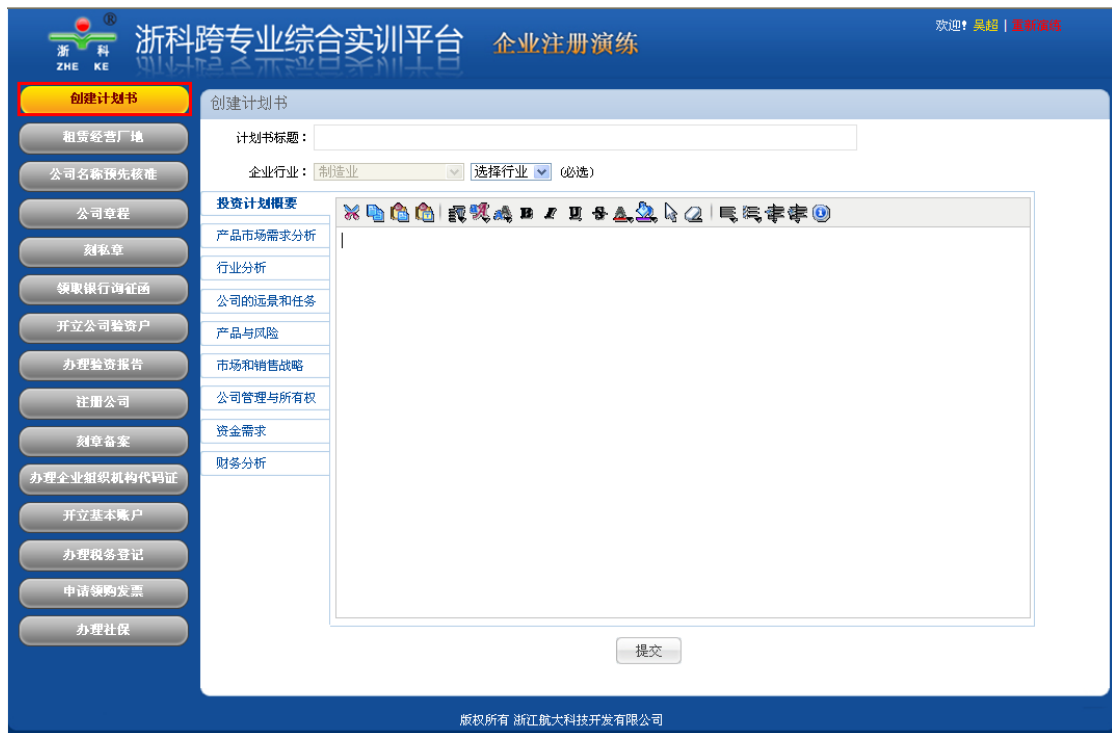 ®
浙 科
ZHE KE
浙科跨专业综合实训平台 企业注册演练
欢迎! 吴超 | 重新演练
创建计划书
租赁经营厂地
公司名称预先核准
公司章程
刻私章
领取银行询征函
开立公司验资户
办理验资报告
注册公司
刻章备案
办理企业组织机构代码证
开立基本账户
办理税务登记
申请领购发票
办理社保
创建计划书
计划书标题：
企业行业： 制造业 选择行业 (必选)
投资计划概要
产品市场需求分析
行业分析
公司的远景和任务
产品与风险
市场和销售战略
公司管理与所有权
资金需求
财务分析
提交
版权所有 浙江航大科技开发有限公司